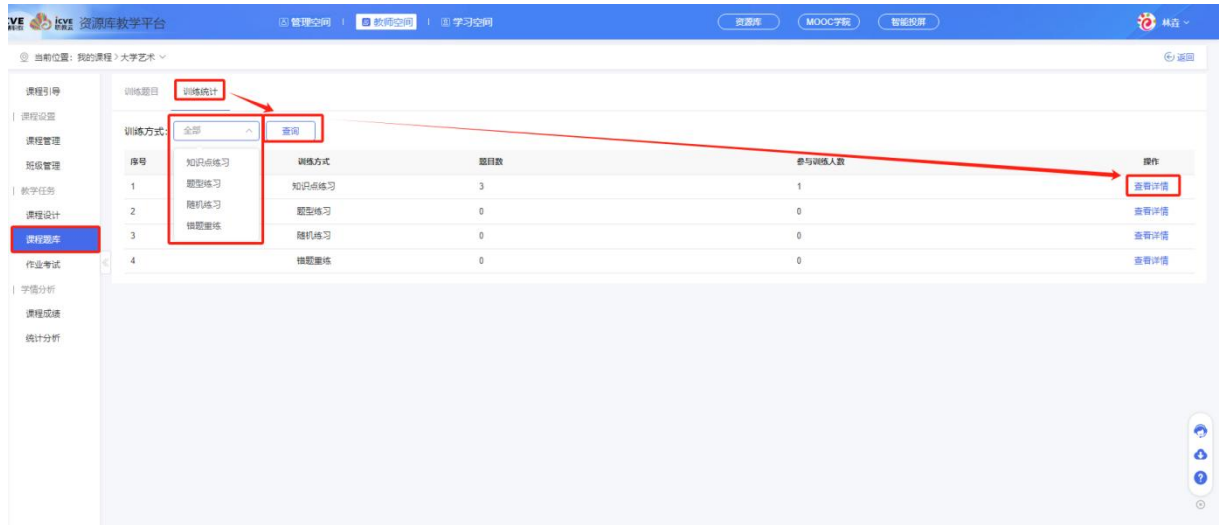 icve 智慧职教 资源库教学平台 管理空间 | 教师空间 | 学习空间 资源库 MOOC学院 智能投屏 林垚
当前位置：我的课程 > 大学艺术 返回
课程引导
课程设置
课程管理
班级管理
教学任务
课程设计
课程题库
作业考试
学情分析
课程成绩
统计分析
训练题目 训练统计
训练方式： 全部 查询
知识点练习
题型练习
随机练习
错题重练
序号 训练方式 题目数 参与训练人数 操作
1 知识点练习 3 1 查看详情
2 题型练习 0 0 查看详情
3 随机练习 0 0 查看详情
4 错题重练 0 0 查看详情